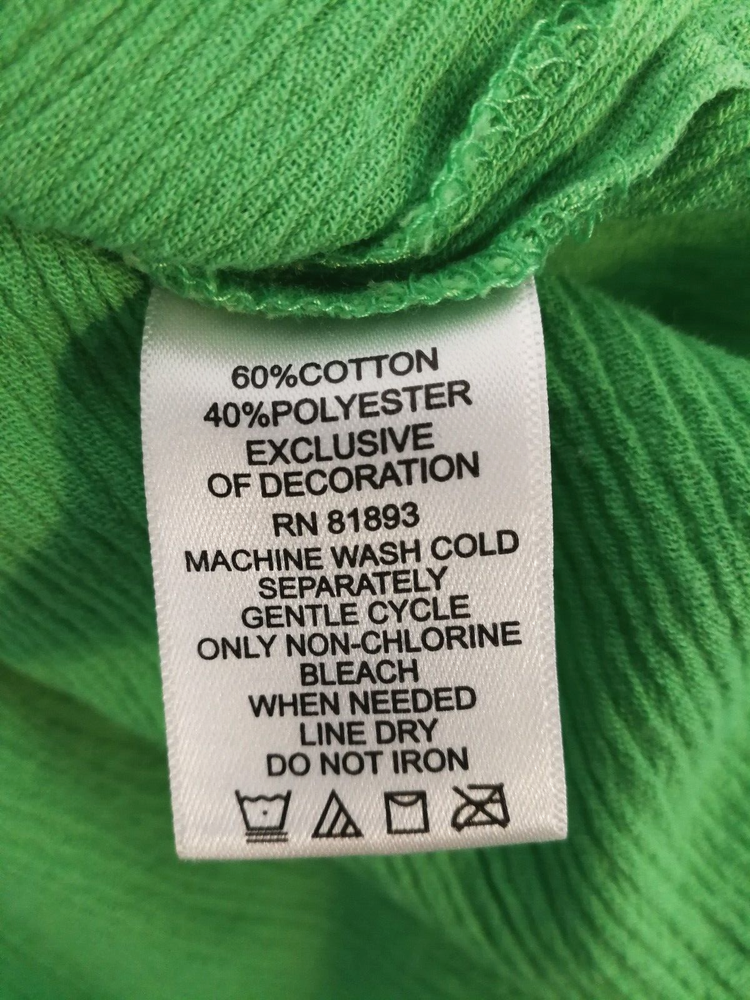 60%COTTON
40%POLYESTER
EXCLUSIVE
OF DECORATION
RN 81893
MACHINE WASH COLD
SEPARATELY
GENTLE CYCLE
ONLY NON-CHLORINE
BLEACH
WHEN NEEDED
LINE DRY
DO NOT IRON